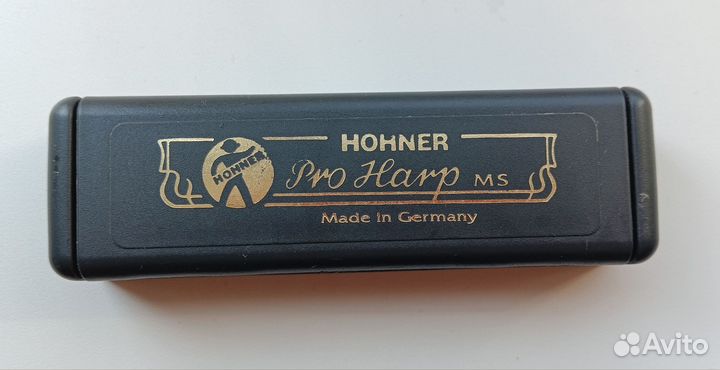 HOHNER
HOHNER
Pro Harp MS
Made in Germany
Avito